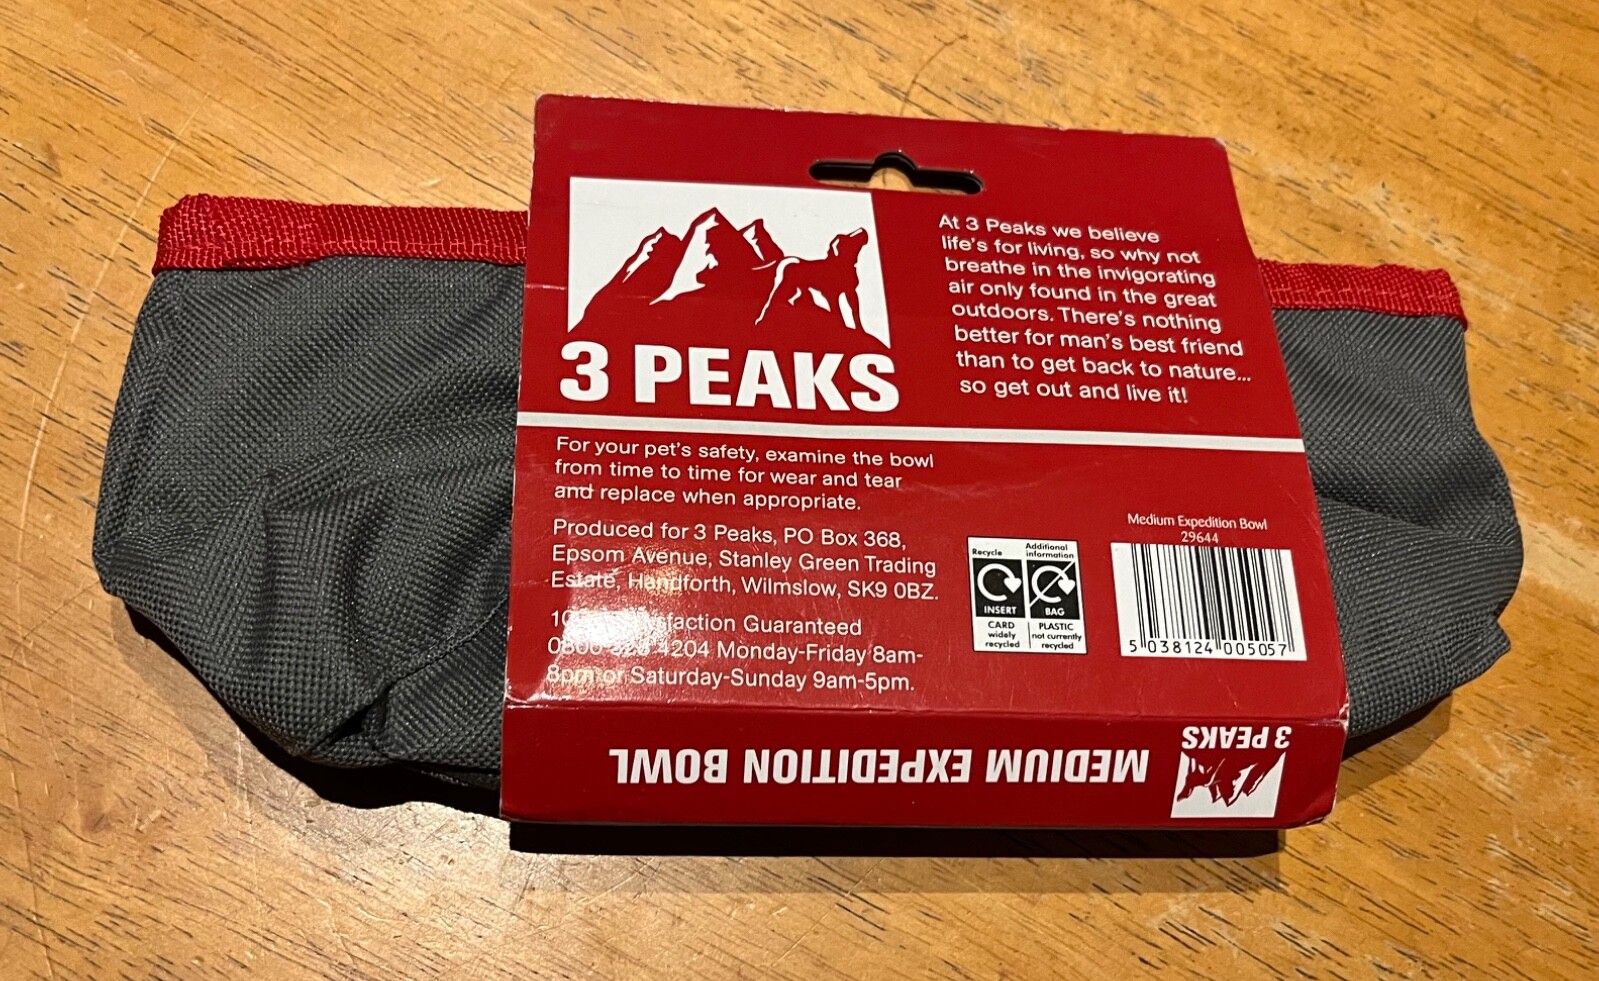 3 PEAKS
At 3 Peaks we believe
life's for living, so why not
breathe in the invigorating
air only found in the great
outdoors. There's nothing
better for man's best friend
than to get back to nature...
so get out and live it!
For your pet's safety, examine the bowl
from time to time for wear and tear
and replace when appropriate.
Produced for 3 Peaks, PO Box 368,
Epsom Avenue, Stanley Green Trading
Estate, Handforth, Wilmslow, SK9 0BZ.
Guaranteed
0800 4204 Monday-Friday 8am-
8pm or Saturday-Sunday 9am-5pm.
Recycle
INSERT
CARD
widely
recycled
Additional
information
BAG
PLASTIC
not currently
recycled
Medium Expedition Bowl
29644
5 038124 005057
MEDIUM EXPEDITION BOWL
3 PEAKS